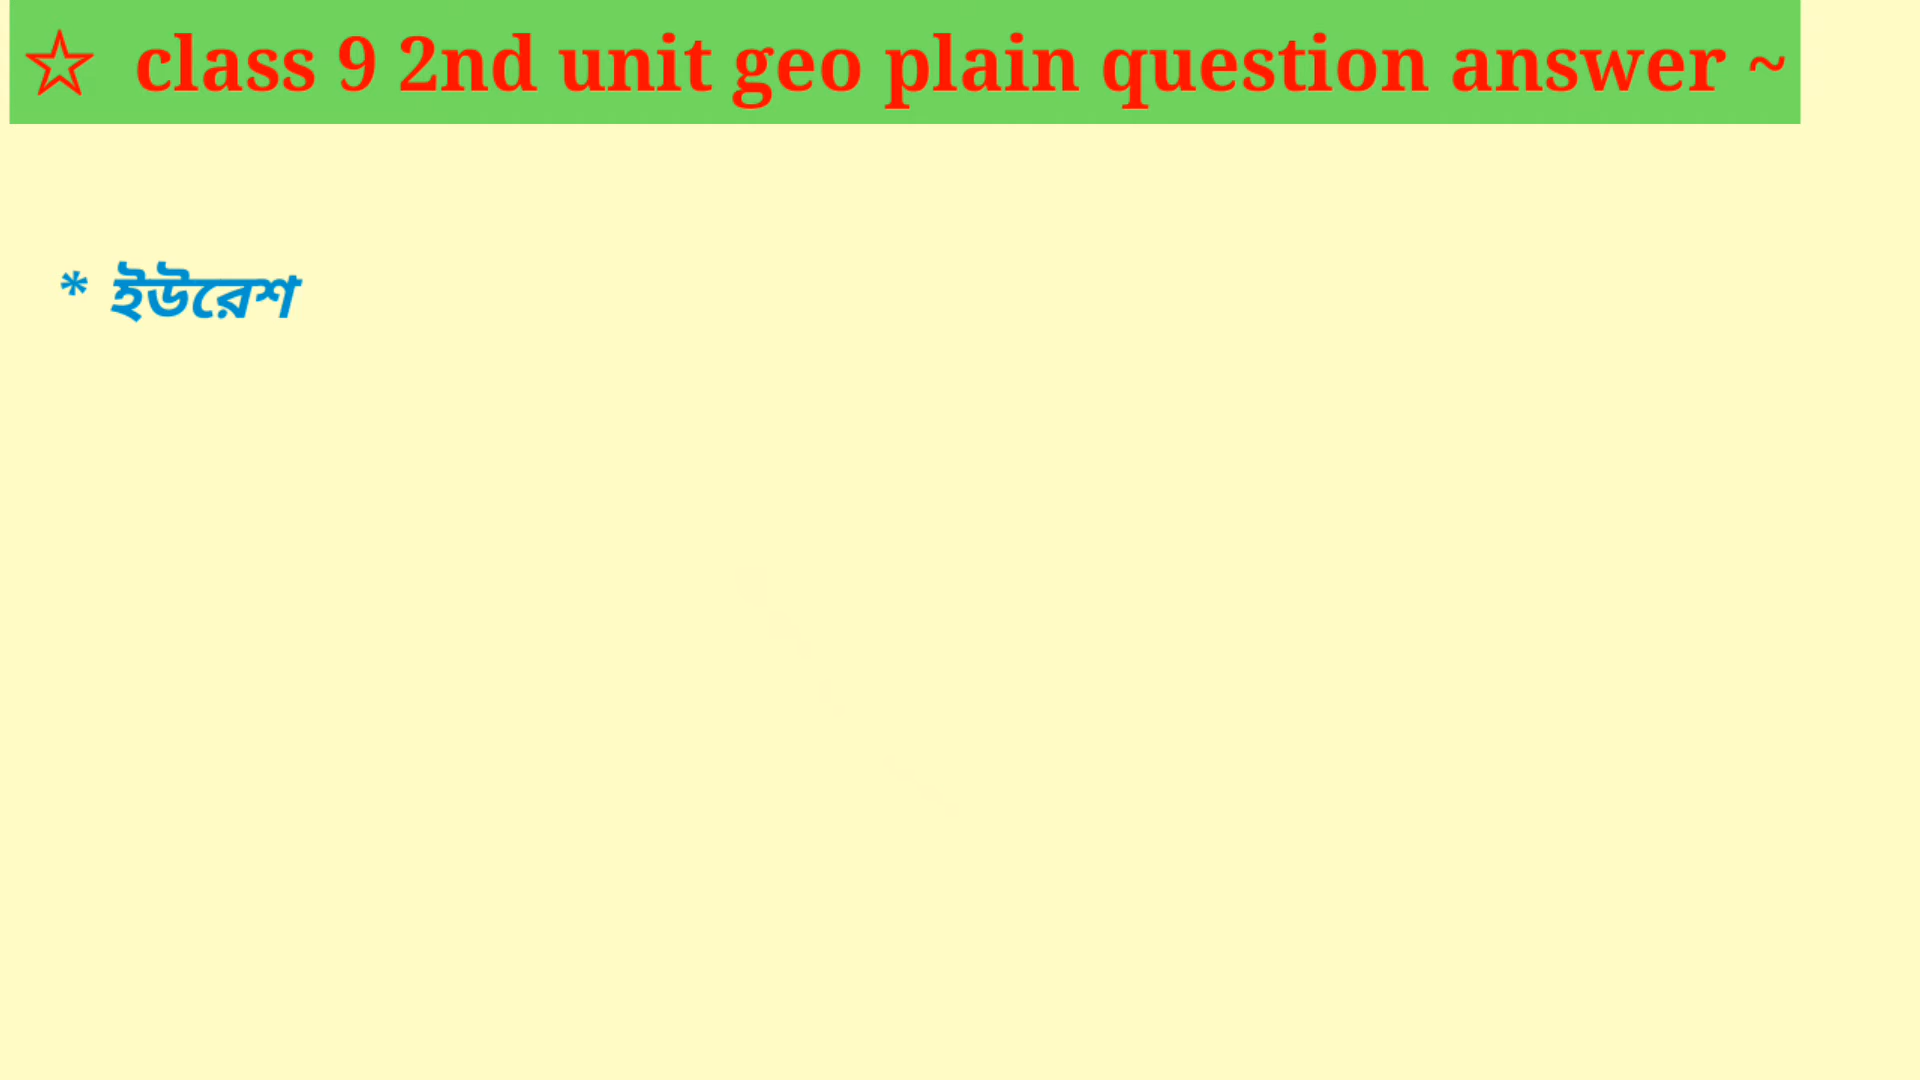 ☆ class 9 2nd unit geo plain question answer ~
* ইউরেশ